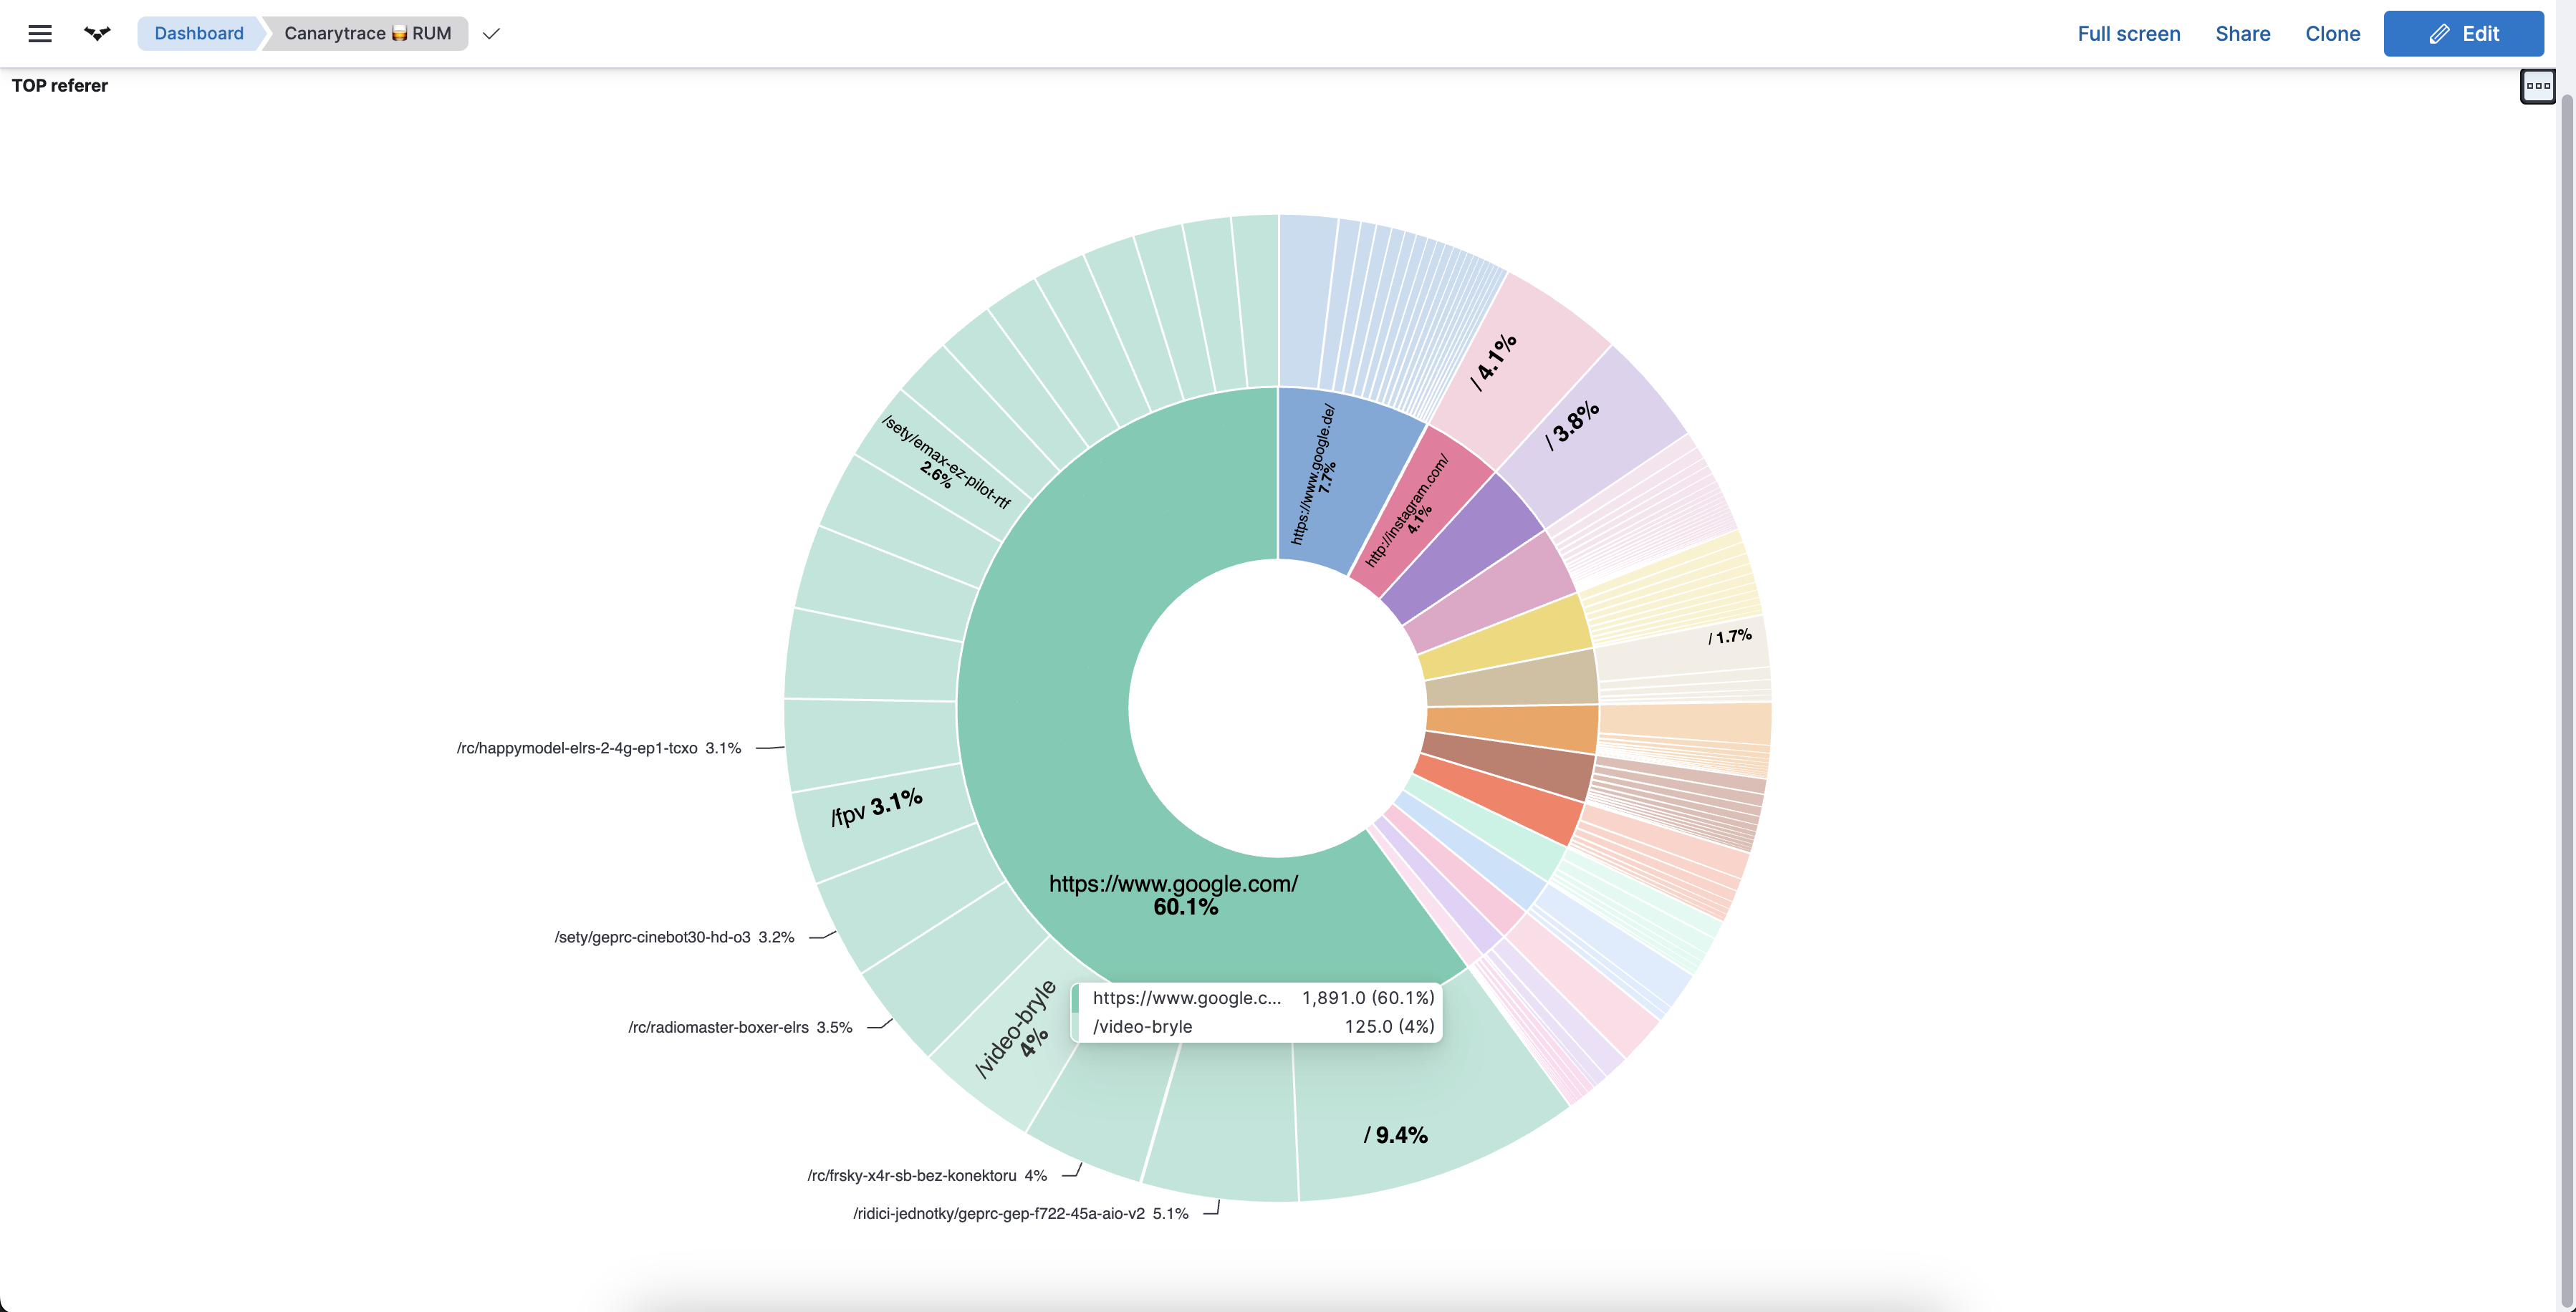 Dashboard
Canarytrace 🥃 RUM
Full screen
Share
Clone
Edit
TOP referer
/ 4.1%
/ 3.8%
https://www.google.de/
7.7%
http://instagram.com/
4.1%
/sety/emax-ez-pilot-rtf
2.6%
/ 1.7%
/rc/happymodel-elrs-2-4g-ep1-tcxo 3.1%
/fpv 3.1%
https://www.google.com/
60.1%
/sety/geprc-cinebot30-hd-o3 3.2%
/rc/radiomaster-boxer-elrs 3.5%
/video-bryle
4%
https://www.google.c... 1,891.0 (60.1%)
/video-bryle 125.0 (4%)
/ 9.4%
/rc/frsky-x4r-sb-bez-konektoru 4%
/ridici-jednotky/geprc-gep-f722-45a-aio-v2 5.1%